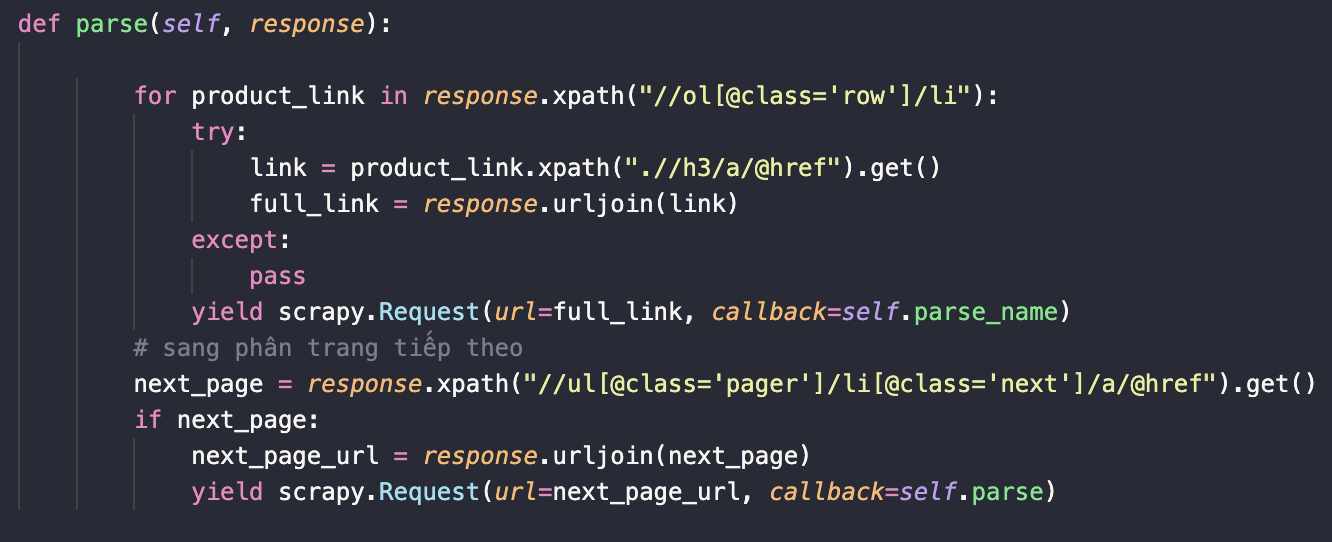 def parse(self, response):
for product_link in response.xpath("//ol[@class='row']/li"):
try:
link = product_link.xpath(".//h3/a/@href").get()
full_link = response.urljoin(link)
except:
pass
yield scrapy.Request(url=full_link, callback=self.parse_name)
# sang phân trang tiếp theo
next_page = response.xpath("//ul[@class='pager']/li[@class='next']/a/@href").get()
if next_page:
next_page_url = response.urljoin(next_page)
yield scrapy.Request(url=next_page_url, callback=self.parse)